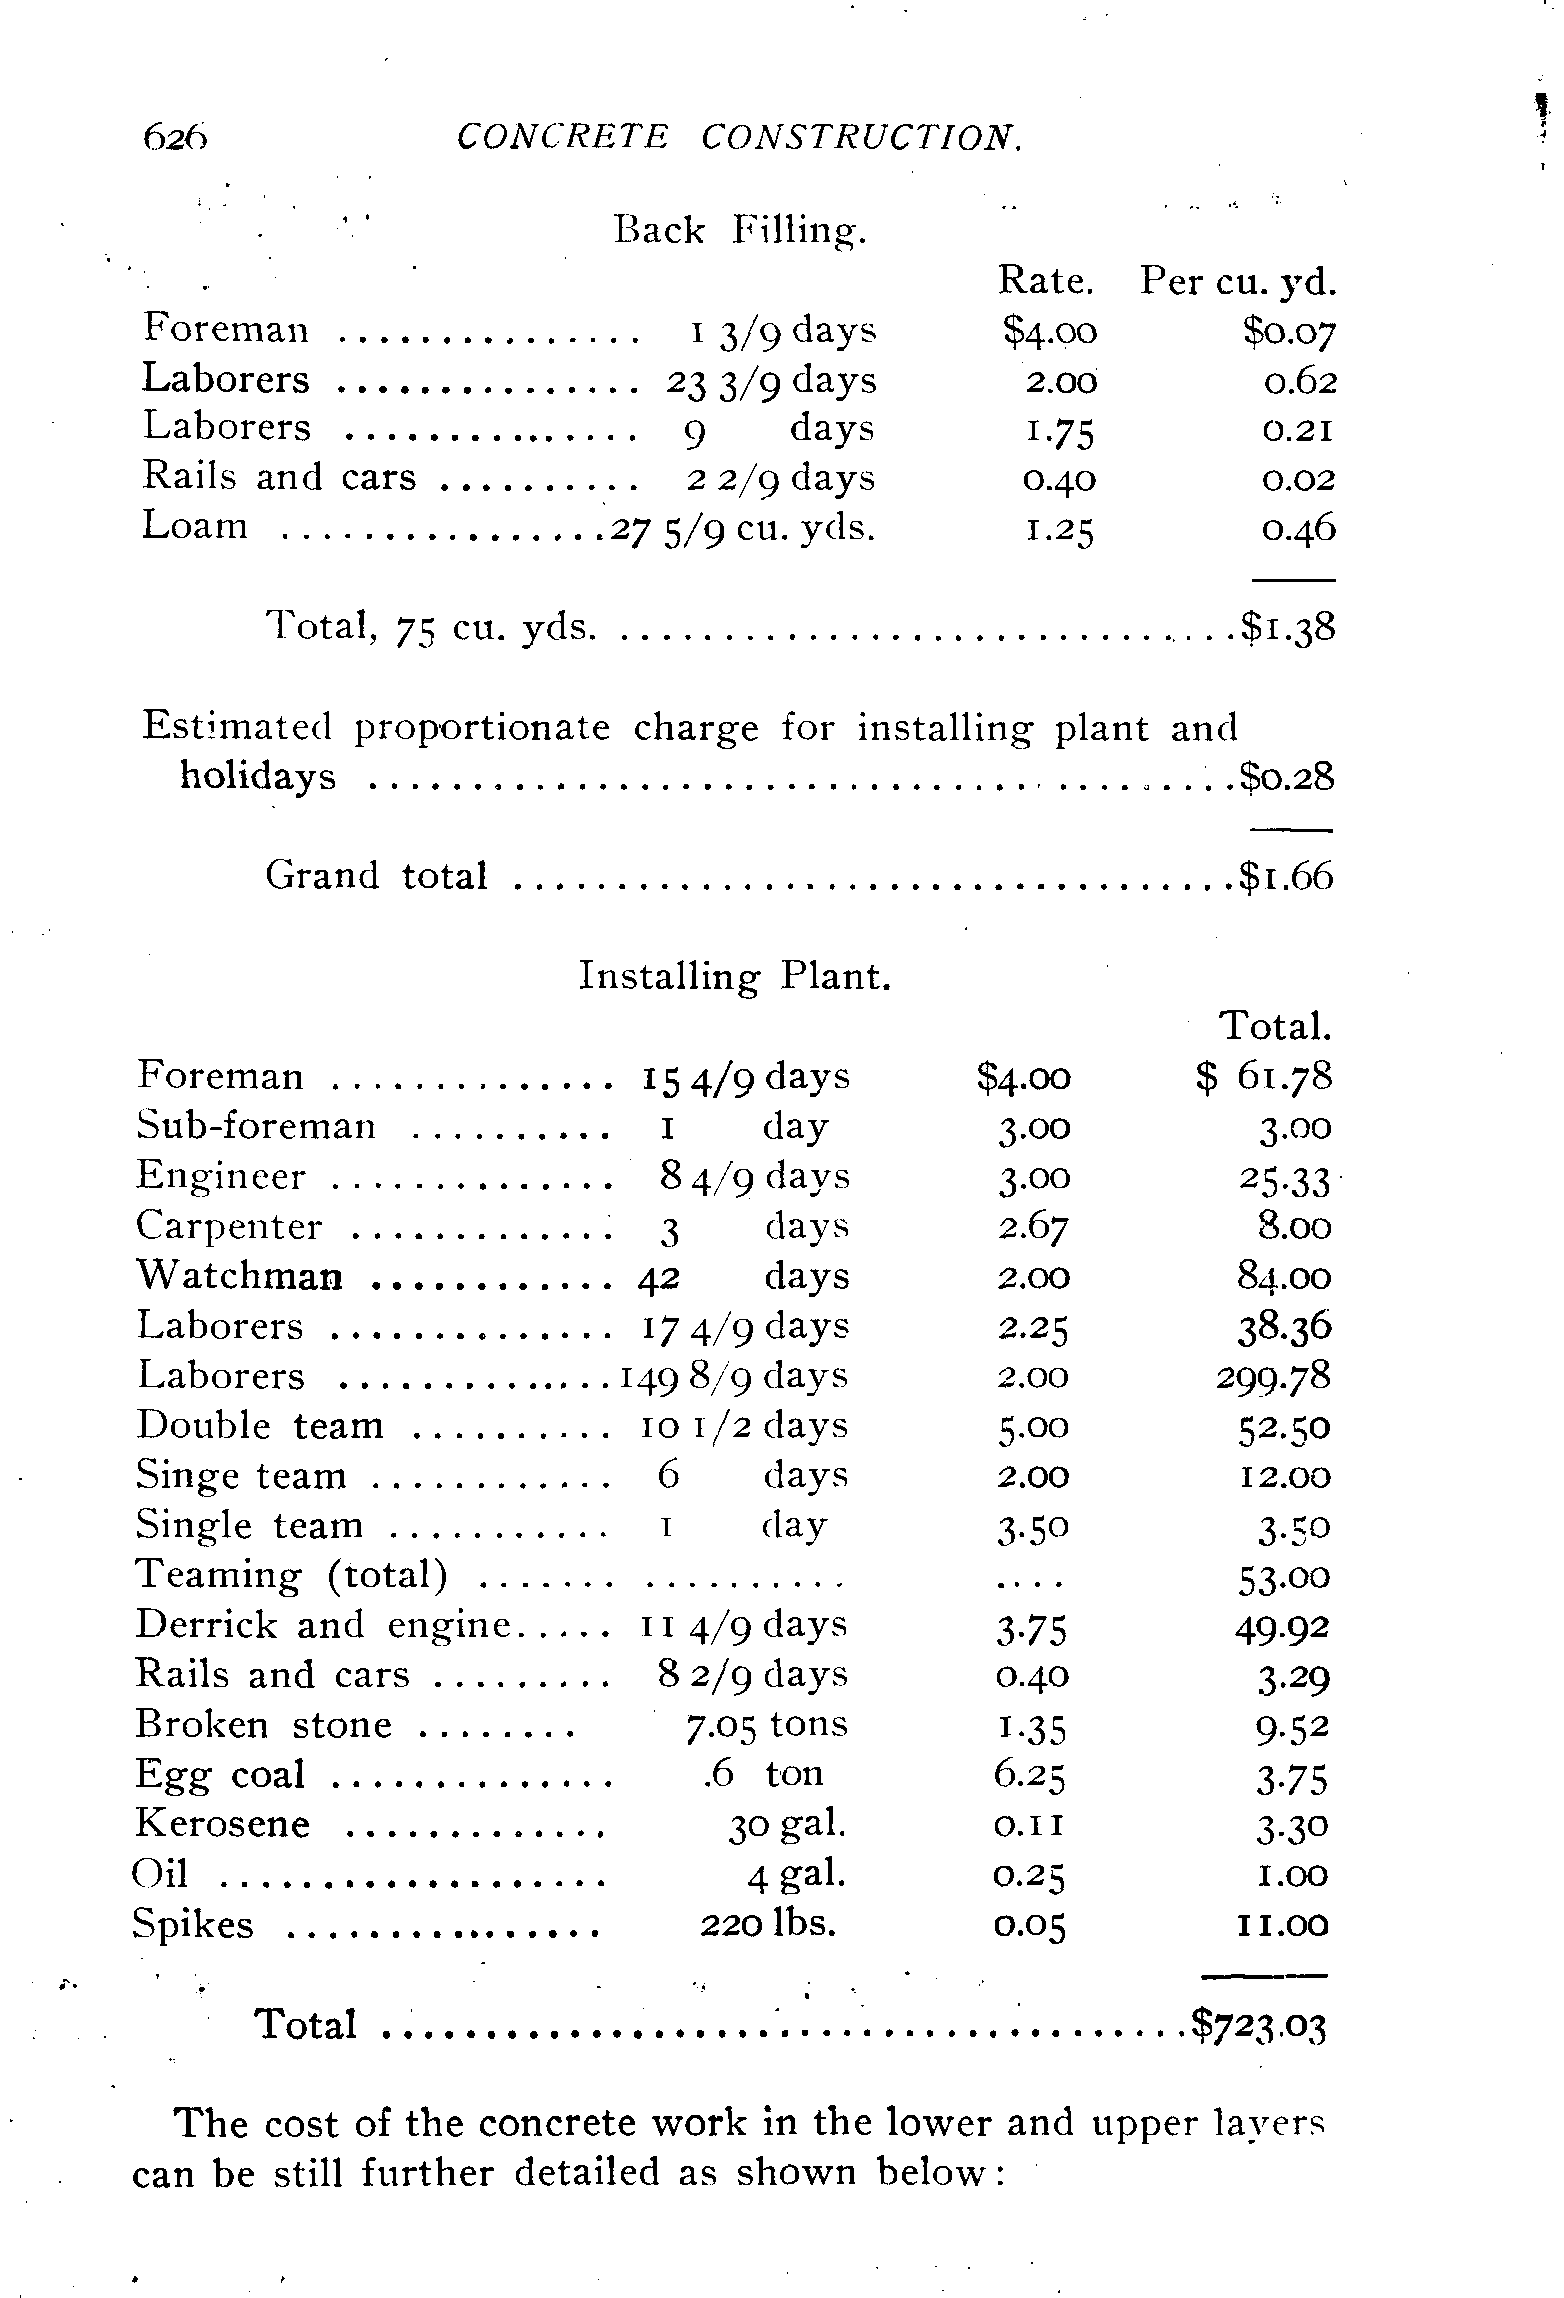 626 CONCRETE CONSTRUCTION.
Back Filling.
Rate. Per cu. yd.
Foreman ............... 1 3/9 days $4.00 $0.07
Laborers ............... 23 3/9 days 2.00 0.62
Laborers .............. 9 days 1.75 0.21
Rails and cars .......... 2 2/9 days 0.40 0.02
Loam ................27 5/9 cu. yds. 1.25 0.46
Total, 75 cu. yds. ..............................$1.38
Estimated proportionate charge for installing plant and
holidays ..........................................$0.28
Grand total ...................................$1.66
Installing Plant.
Total.
Foreman .............. 15 4/9 days $4.00 $ 61.78
Sub-foreman .......... 1 day 3.00 3.00
Engineer .............. 8 4/9 days 3.00 25.33
Carpenter ............. 3 days 2.67 8.00
Watchman ............ 42 days 2.00 84.00
Laborers .............. 17 4/9 days 2.25 38.36
Laborers ..............149 8/9 days 2.00 299.78
Double team .......... 10 1/2 days 5.00 52.50
Singe team ............ 6 days 2.00 12.00
Single team ........... 1 day 3.50 3.50
Teaming (total) ....... .......... .... 53.00
Derrick and engine..... 11 4/9 days 3.75 49.92
Rails and cars ......... 8 2/9 days 0.40 3.29
Broken stone ........ 7.05 tons 1.35 9.52
Egg coal .............. .6 ton 6.25 3.75
Kerosene ............. 30 gal. 0.11 3.30
Oil ................... 4 gal. 0.25 1.00
Spikes ............... 220 lbs. 0.05 11.00
Total .......................................$723.03
The cost of the concrete work in the lower and upper layers
can be still further detailed as shown below: